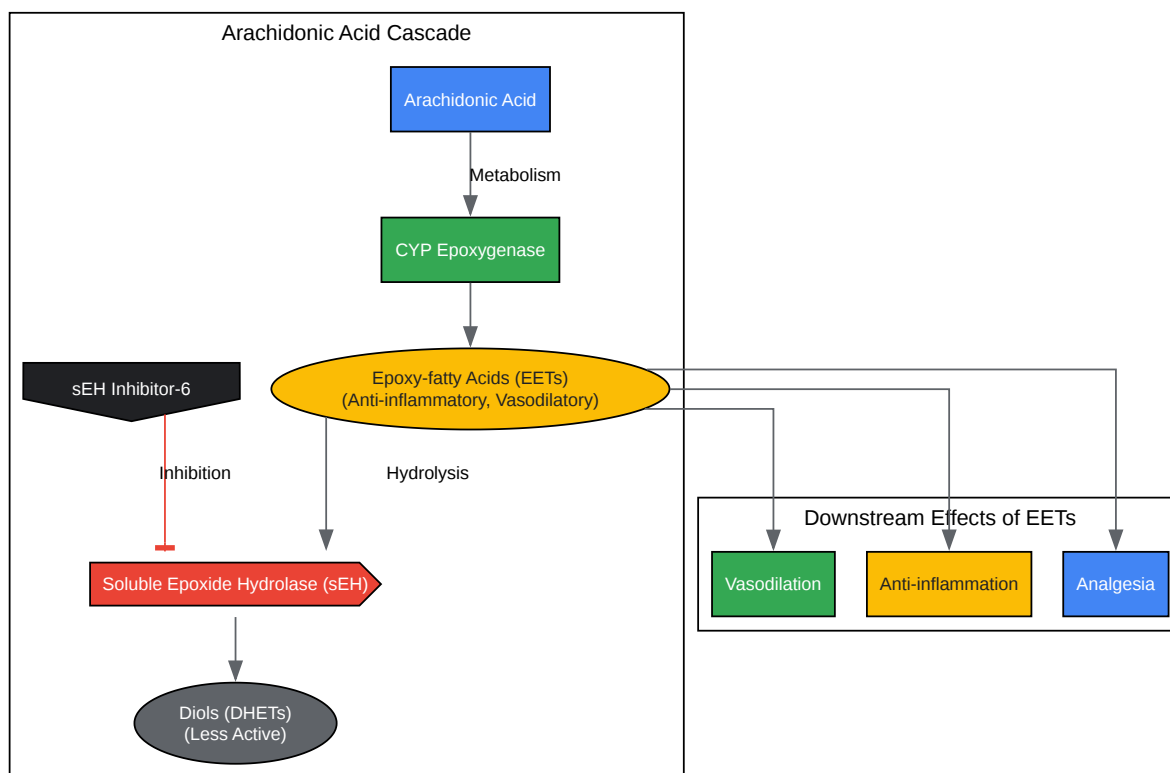 Arachidonic Acid Cascade
Arachidonic Acid
Metabolism
CYP Epoxygenase
Epoxy-fatty Acids (EETs)
(Anti-inflammatory, Vasodilatory)
sEH Inhibitor-6
Inhibition
Hydrolysis
Soluble Epoxide Hydrolase (sEH)
Diols (DHETs)
(Less Active)
Downstream Effects of EETs
Vasodilation
Anti-inflammation
Analgesia